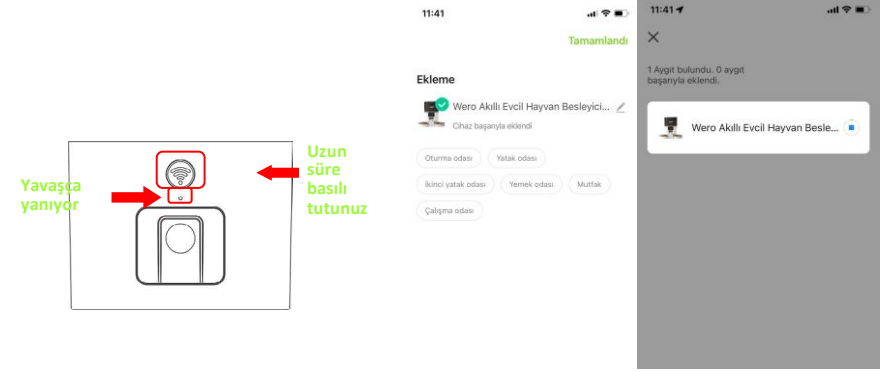 Uzun
süre
basılı
tutunuz
Yavaşça
yanıyor
11:41
Tamamlandı
Ekleme
Wero Akıllı Evcil Hayvan Besleyici...
Cihaz başarıyla eklendi
Oturma odası
Yatak odası
İkinci yatak odası
Yemek odası
Mutfak
Çalışma odası
11:41
1 Aygıt bulundu. 0 aygıt
başarıyla eklendi.
Wero Akıllı Evcil Hayvan Besle...